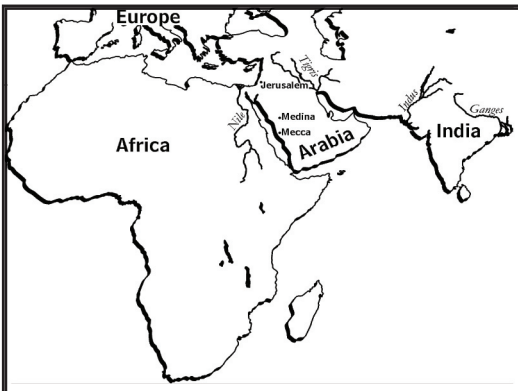 Europe
Tigris
Jerusalem
Indus
Ganges
Nile
Medina
Mecca
Arabia
India
Africa